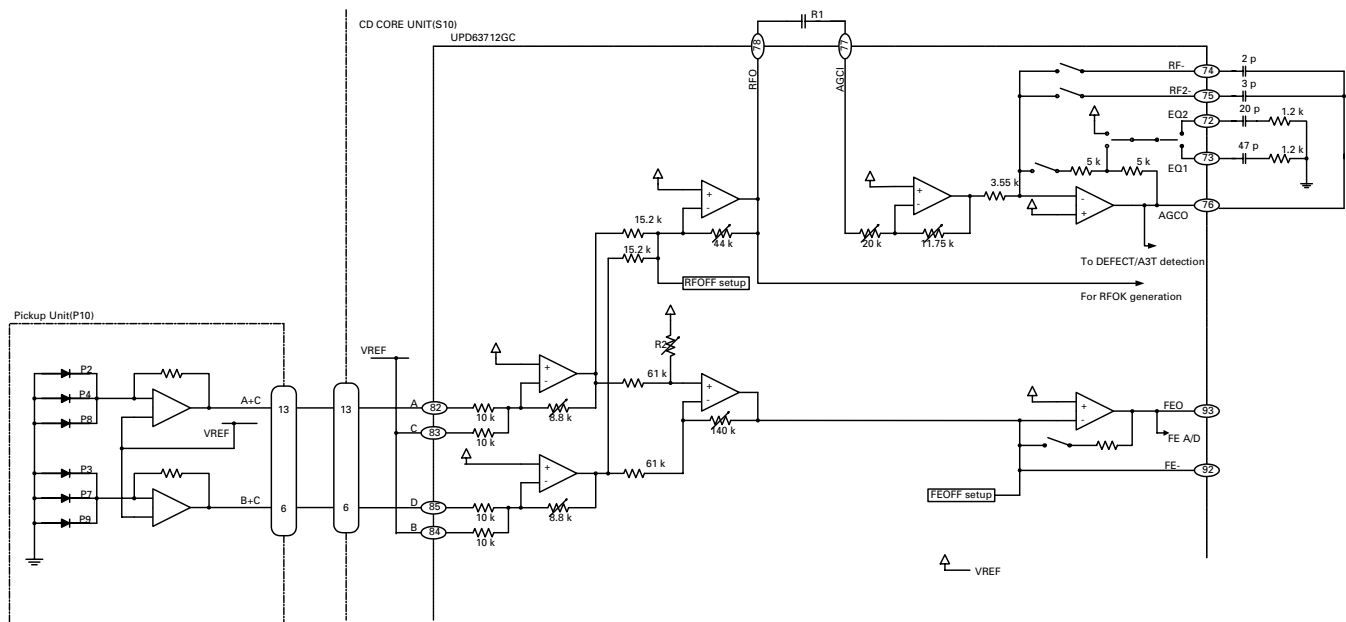 CD CORE UNIT(S10)
UPD63712GC
R1
78
77
RFO
AGCI
RF-
74
2 p
RF2-
75
3 p
EQ2
72
20 p
1.2 k
73
EQ1
47 p
1.2 k
5 k
5 k
3.55 k
+
-
+
-
-
+
AGCO
76
15.2 k
15.2 k
44 k
20 k
11.75 k
To DEFECT/A3T detection
RFOFF setup
For RFOK generation
Pickup Unit(P10)
VREF
R2
P2
P4
P8
A+C
13
13
A
82
C
83
10 k
10 k
+
-
8.8 k
61 k
+
-
140 k
+
-
FEO
93
FE A/D
VREF
P3
P7
P9
B+C
6
6
D
85
B
84
10 k
10 k
+
-
8.8 k
61 k
FE-
92
FEOFF setup
VREF